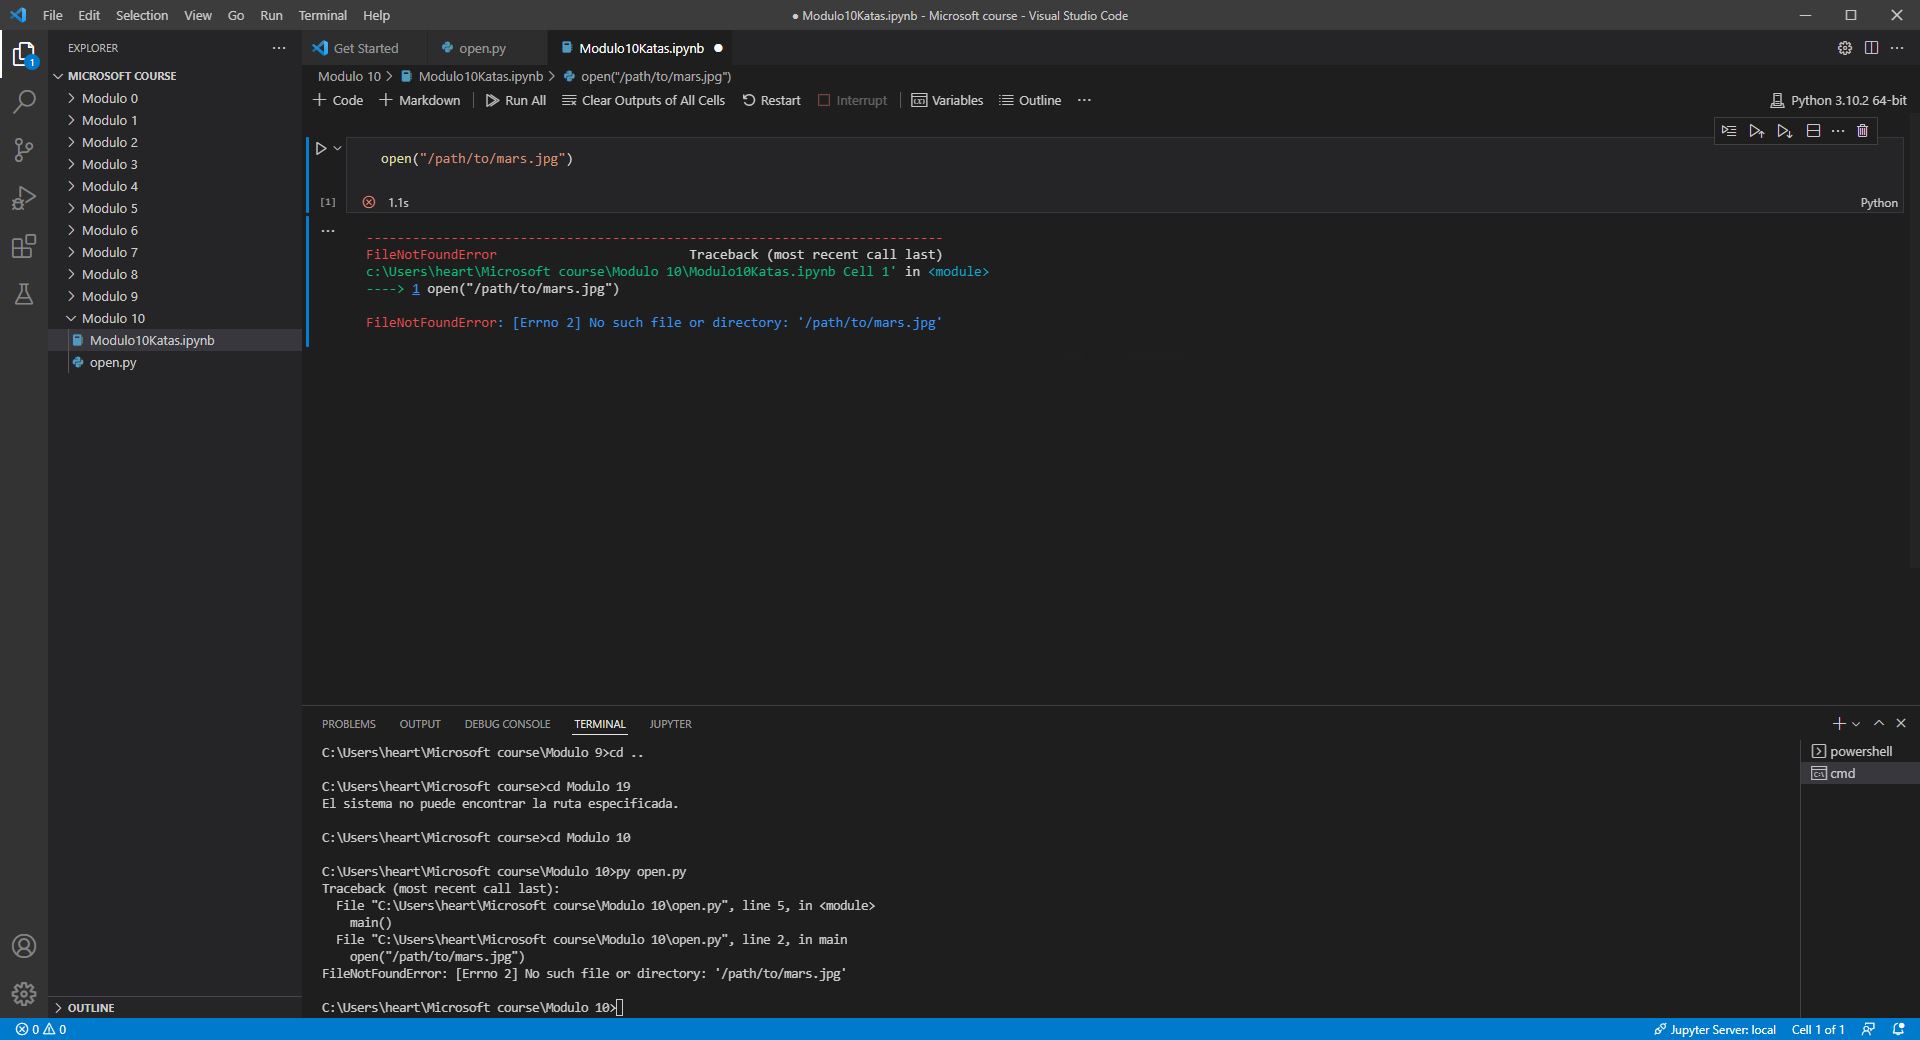 File Edit Selection View Go Run Terminal Help
● Modulo10Katas.ipynb - Microsoft course - Visual Studio Code
1
EXPLORER
MICROSOFT COURSE
Modulo 0
Modulo 1
Modulo 2
Modulo 3
Modulo 4
Modulo 5
Modulo 6
Modulo 7
Modulo 8
Modulo 9
Modulo 10
Modulo10Katas.ipynb
open.py
OUTLINE
Get Started open.py Modulo10Katas.ipynb
Modulo 10 > Modulo10Katas.ipynb > open("/path/to/mars.jpg")
Code Markdown Run All Clear Outputs of All Cells Restart Interrupt Variables Outline ···
Python 3.10.2 64-bit
open("/path/to/mars.jpg")
[1] 1.1s
Python
---------------------------------------------------------------------------
FileNotFoundError                         Traceback (most recent call last)
c:\Users\heart\Microsoft course\Modulo 10\Modulo10Katas.ipynb Cell 1' in <module>
----> 1 open("/path/to/mars.jpg")
FileNotFoundError: [Errno 2] No such file or directory: '/path/to/mars.jpg'
PROBLEMS OUTPUT DEBUG CONSOLE TERMINAL JUPYTER
C:\Users\heart\Microsoft course\Modulo 9>cd ..
C:\Users\heart\Microsoft course>cd Modulo 19
El sistema no puede encontrar la ruta especificada.
C:\Users\heart\Microsoft course>cd Modulo 10
C:\Users\heart\Microsoft course\Modulo 10>py open.py
Traceback (most recent call last):
  File "C:\Users\heart\Microsoft course\Modulo 10\open.py", line 5, in <module>
    main()
  File "C:\Users\heart\Microsoft course\Modulo 10\open.py", line 2, in main
    open("/path/to/mars.jpg")
FileNotFoundError: [Errno 2] No such file or directory: '/path/to/mars.jpg'
C:\Users\heart\Microsoft course\Modulo 10>
powershell
cmd
0 0
Jupyter Server: local Cell 1 of 1